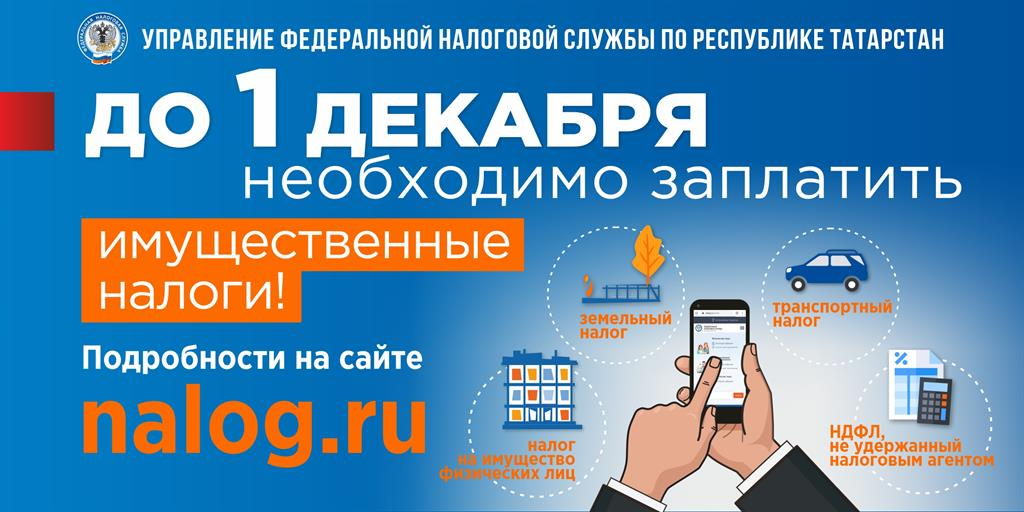 УПРАВЛЕНИЕ ФЕДЕРАЛЬНОЙ НАЛОГОВОЙ СЛУЖБЫ ПО РЕСПУБЛИКЕ ТАТАРСТАН
ДО 1 ДЕКАБРЯ
необходимо заплатить
имущественные
налоги!
Подробности на сайте
nalog.ru
земельный
налог
транспортный
налог
налог
на имущество
физических лиц
НДФЛ,
не удержанный
налоговым агентом